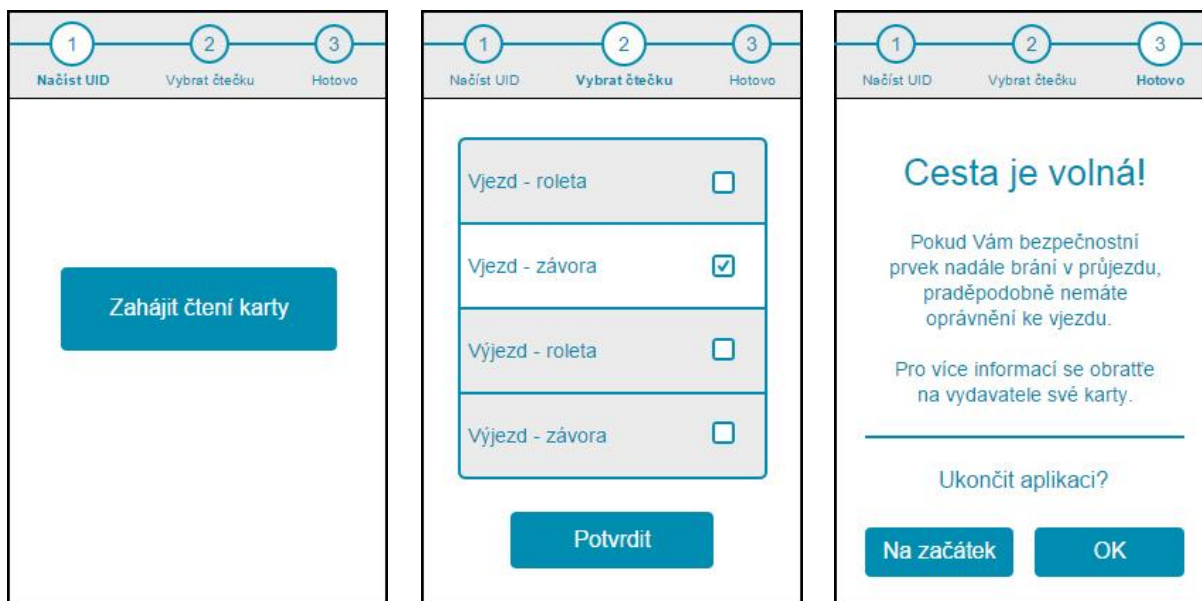 1 2 3
Načíst UID Vybrat čtečku Hotovo
Zahájit čtení karty
1 2 3
Načíst UID Vybrat čtečku Hotovo
Vjezd - roleta
Vjezd - závora
Výjezd - roleta
Výjezd - závora
Potvrdit
1 2 3
Načíst UID Vybrat čtečku Hotovo
Cesta je volná!
Pokud Vám bezpečnostní
prvek nadále brání v průjezdu,
praděpodobně nemáte
oprávnění ke vjezdu.
Pro více informací se obraťte
na vydavatele své karty.
Ukončit aplikaci?
Na začátek OK